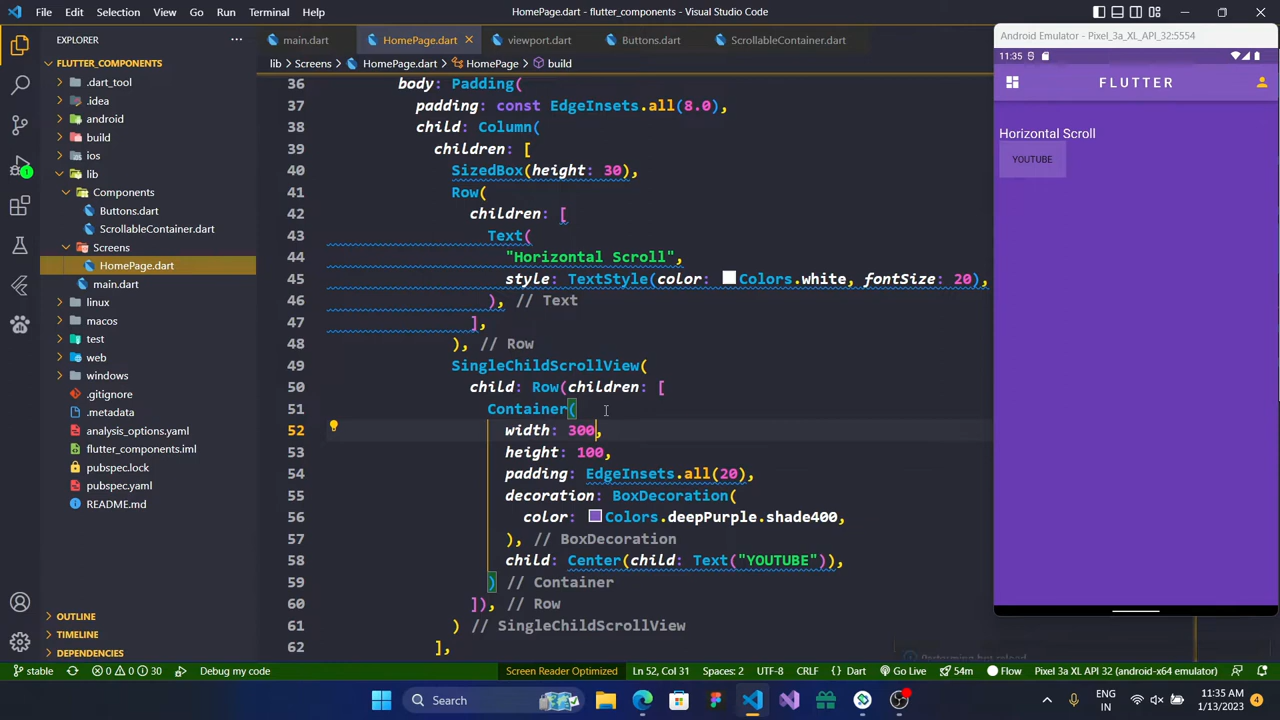 File Edit Selection View Go Run Terminal Help
HomePage.dart - flutter_components - Visual Studio Code
EXPLORER
FLUTTER_COMPONENTS
.dart_tool
.idea
android
build
ios
lib
Components
Buttons.dart
ScrollableContainer.dart
Screens
HomePage.dart
main.dart
linux
macos
test
web
windows
.gitignore
.metadata
analysis_options.yaml
flutter_components.iml
pubspec.lock
pubspec.yaml
README.md
OUTLINE
TIMELINE
DEPENDENCIES
main.dart HomePage.dart viewport.dart Buttons.dart ScrollableContainer.dart
lib > Screens > HomePage.dart > HomePage > build
36 body: Padding(
37 padding: const EdgeInsets.all(8.0),
38 child: Column(
39 children: [
40 SizedBox(height: 30),
41 Row(
42 children: [
43 Text(
44 "Horizontal Scroll",
45 style: TextStyle(color: Colors.white, fontSize: 20),
46 ), // Text
47 ],
48 ), // Row
49 SingleChildScrollView(
50 child: Row(children: [
51 Container(
52 width: 300,
53 height: 100,
54 padding: EdgeInsets.all(20),
55 decoration: BoxDecoration(
56 color: Colors.deepPurple.shade400,
57 ), // BoxDecoration
58 child: Center(child: Text("YOUTUBE")),
59 ) // Container
60 ]), // Row
61 ) // SingleChildScrollView
62 ],
Android Emulator - Pixel_3a_XL_API_32:5554
11:35
FLUTTER
Horizontal Scroll
YOUTUBE
stable 0 0 30 Debug my code Screen Reader Optimized Ln 52, Col 31 Spaces: 2 UTF-8 CRLF {} Dart Go Live 54m Flow Pixel 3a XL API 32 (android-x64 emulator)
Search
ENG
IN
11:35 AM
1/13/2023
4